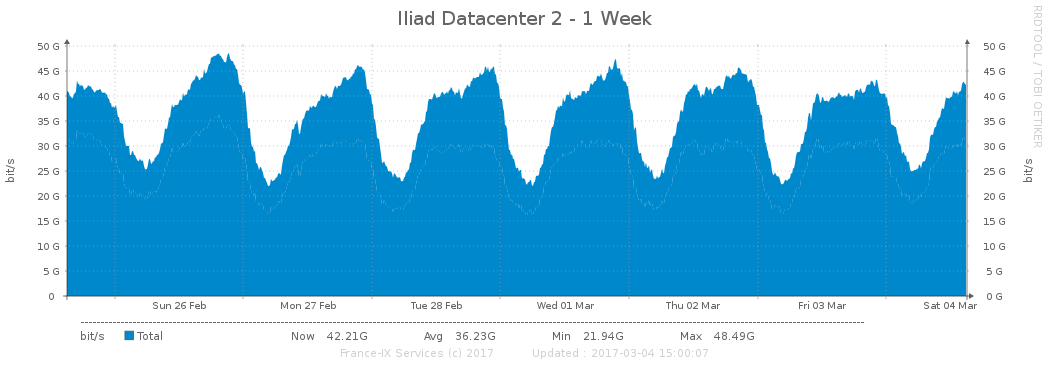 Iliad Datacenter 2 - 1 Week
RRDTOOL / TOBI OETIKER
50 G 50 G
45 G 45 G
40 G 40 G
35 G 35 G
30 G 30 G
25 G 25 G
20 G 20 G
15 G 15 G
10 G 10 G
5 G 5 G
0 0 G
bit/s bit/s
Sun 26 Feb Mon 27 Feb Tue 28 Feb Wed 01 Mar Thu 02 Mar Fri 03 Mar Sat 04 Mar
bit/s Total Now 42.21G Avg 36.23G Min 21.94G Max 48.49G
France-IX Services (c) 2017 Updated : 2017-03-04 15:00:07